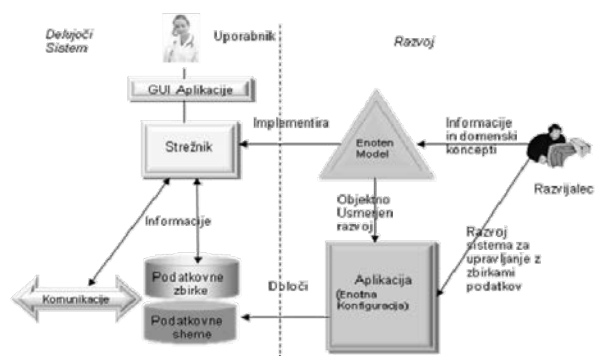 Delujoči
Sistem
Uporabnik
Razvoj
GUI Aplikacije
Strežnik
Implementira
Enoten
Model
Informacije
in domenski
koncepti
Razvijalec
Informacije
Objektno
Usmerjen
razvoj
Razvoj
sistema za
upravljanje z
zbirkami
podatkov
Komunikacije
Podatkovne
zbirke
Podatkovne
sheme
Obloči
Aplikacija
(Enotna
Konfiguracija)